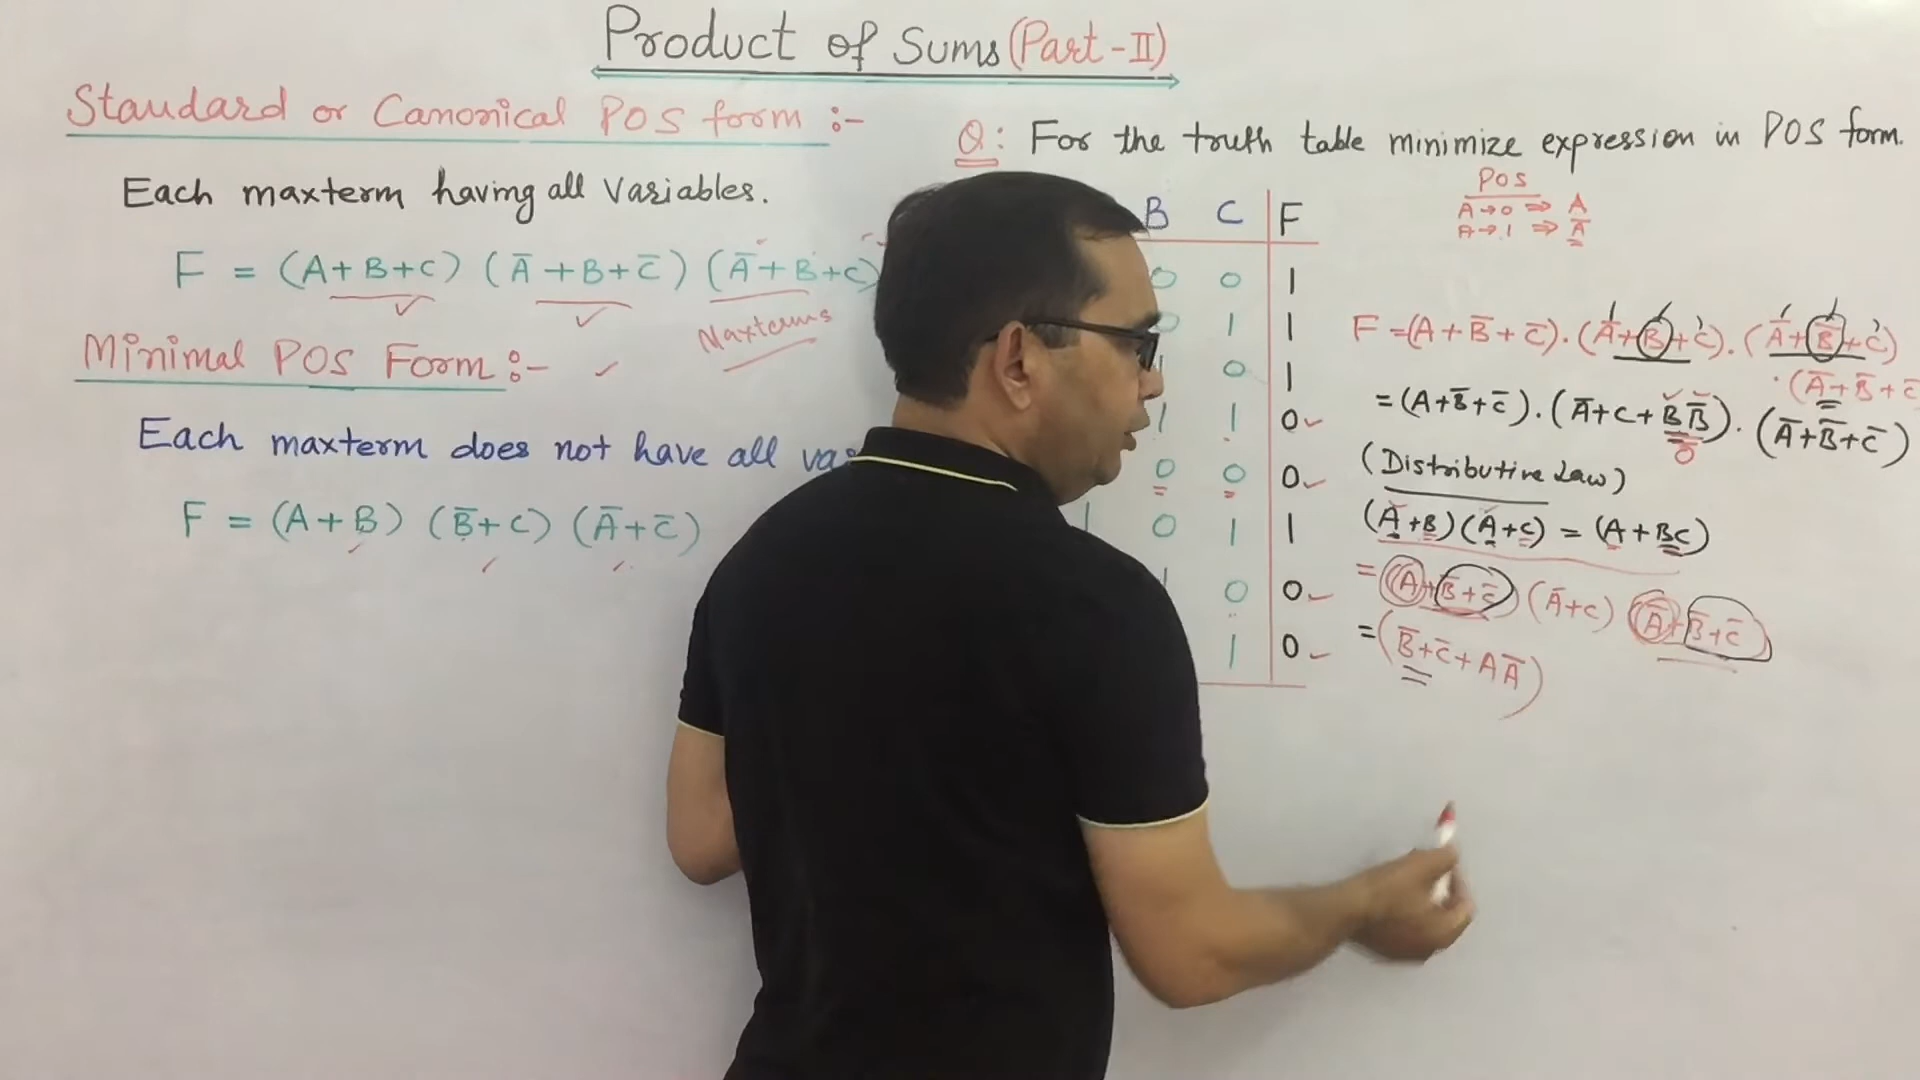 Product of Sums (Part-II)
Standard or Canonical POS form :-
Each maxterm having all Variables.
F = (A+B+C) (A̅+B+C̅) (A̅+B+C)
Maxterms
Minimal POS Form :-
Each maxterm does not have all
F = (A+B) (B̅+C) (A̅+C̅)
Q: For the truth table minimize expression in POS form.
POS
A→0 ⇒ A
A→1 ⇒ A̅
B C F
0 0 1
0 1 1
0 1
1 1 0
0 0 0
1 0 1 1
0 0
1 0
F = (A+B̅+C̅).(A̅+B+C).(A̅+B̅+C)
.(A̅+B̅+C̅
= (A+B̅+C̅).(A̅+C+BB̅).(A̅+B̅+C̅)
0
(Distributive Law)
(A+B)(A+C) = (A+BC)
= (A+B̅+C̅) (A̅+C) (A̅+B̅+C̅)
= (B̅+C̅+AA̅)